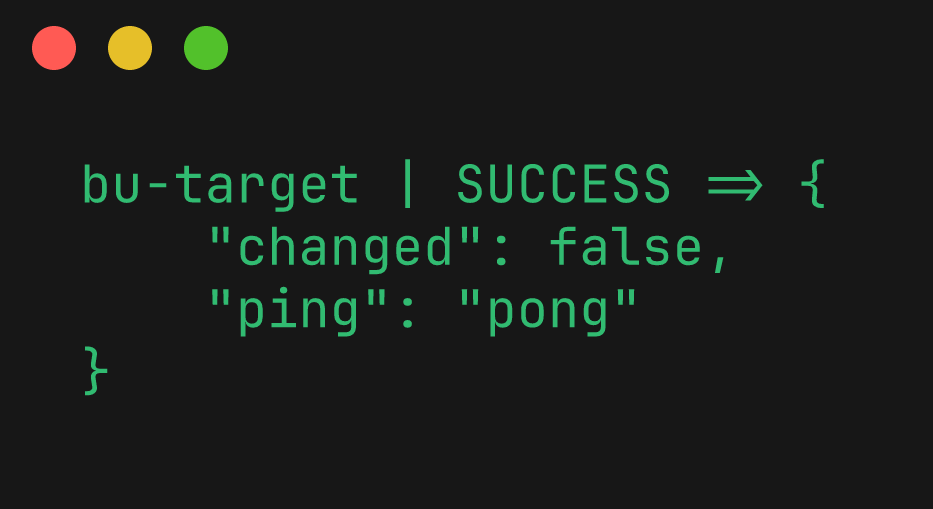 bu-target | SUCCESS => {
    "changed": false,
    "ping": "pong"
}